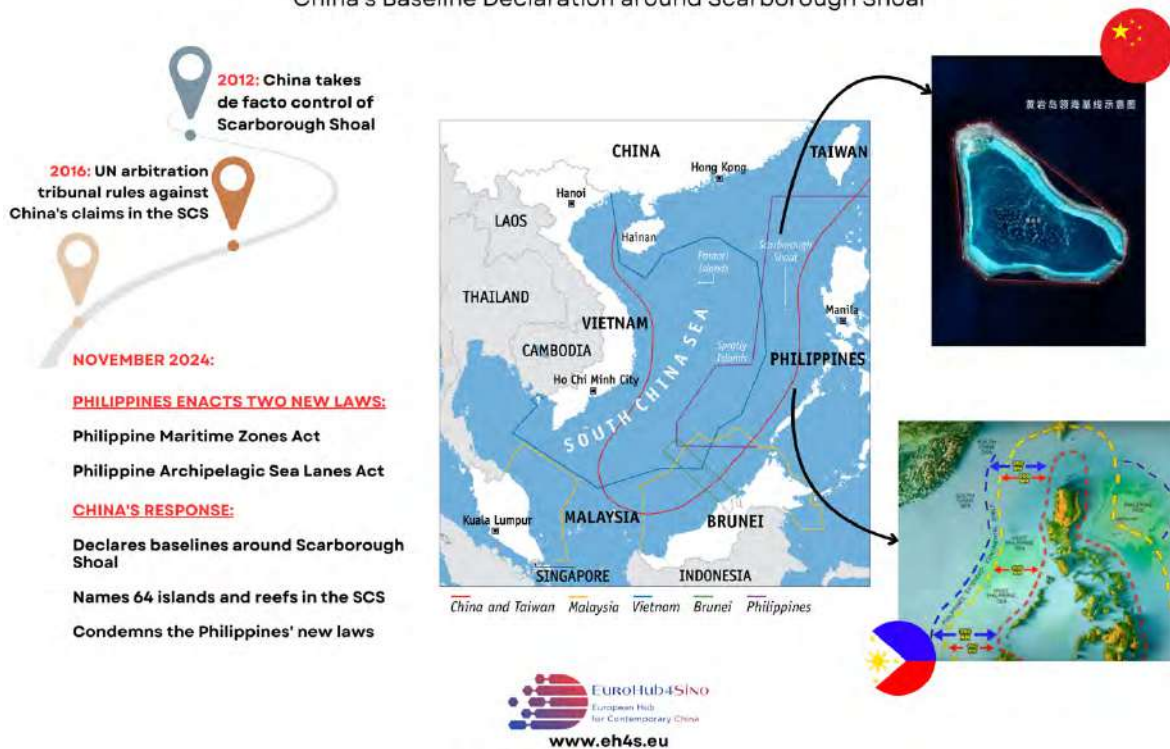 China's Baseline Declaration around Scarborough Shoal
2012: China takes
de facto control of
Scarborough Shoal
2016: UN arbitration
tribunal rules against
China's claims in the SCS
NOVEMBER 2024:
PHILIPPINES ENACTS TWO NEW LAWS:
Philippine Maritime Zones Act
Philippine Archipelagic Sea Lanes Act
CHINA'S RESPONSE:
Declares baselines around Scarborough
Shoal
Names 64 islands and reefs in the SCS
Condemns the Philippines' new laws
CHINA
TAIWAN
Hong Kong
Hanoi
LAOS
Hainan
Scarborough
Shoal
Islands
THAILAND
VIETNAM
Manila
CAMBODIA
Spratly
Islands
PHILIPPINES
Ho Chi Minh City
SOUTH CHINA SEA
Kuala Lumpur
MALAYSIA
BRUNEI
SINGAPORE
INDONESIA
China and Taiwan
Malaysia
Vietnam
Brunei
Philippines
黄岩岛领海基线示意图
EuroHub4Sino
European Hub
for Contemporary China
www.eh4s.eu